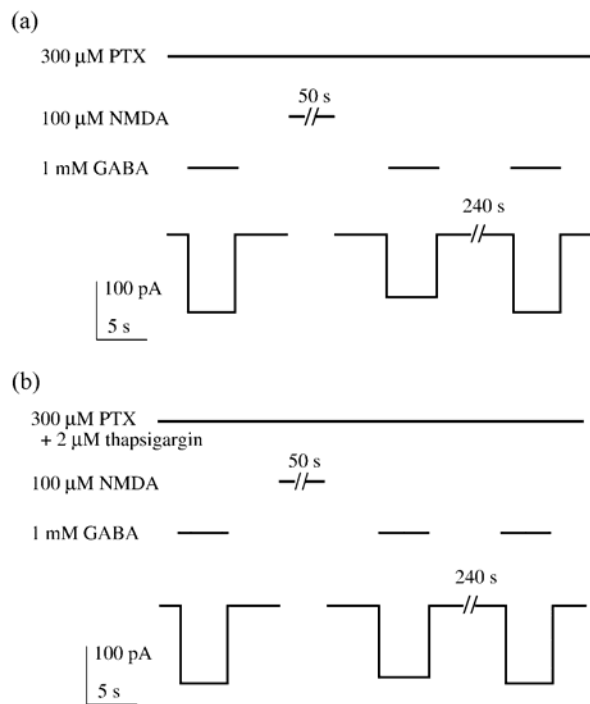 (a)
300 μM PTX
50 s
100 μM NMDA
1 mM GABA
240 s
100 pA
5 s
(b)
300 μM PTX
+ 2 μM thapsigargin
50 s
100 μM NMDA
1 mM GABA
240 s
100 pA
5 s